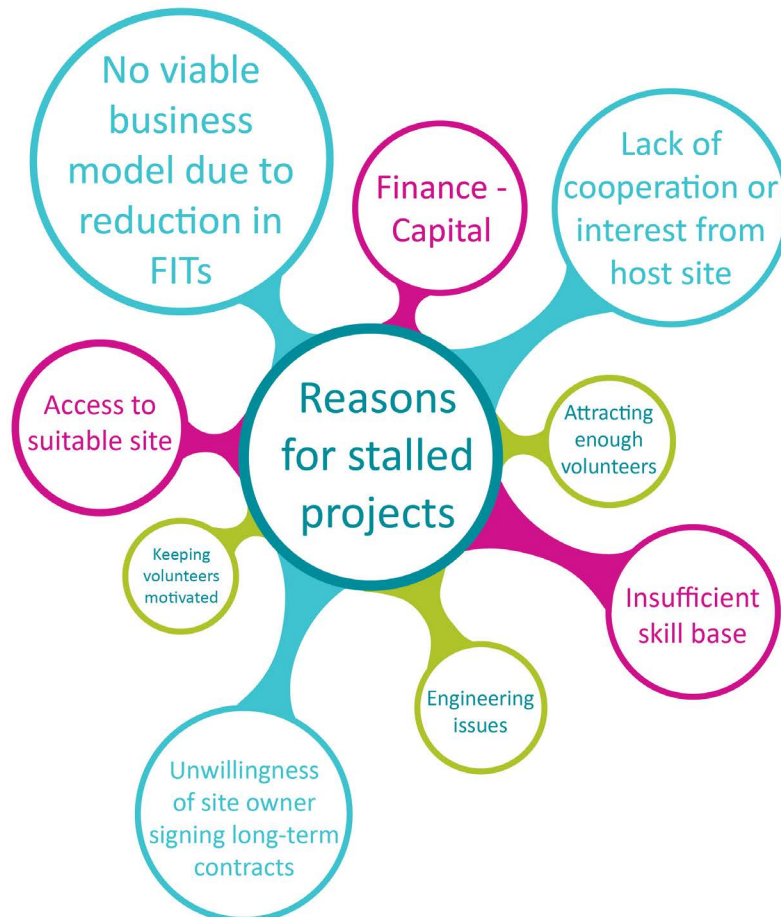 No viable
business
model due to
reduction in
FITs
Finance -
Capital
Lack of
cooperation or
interest from
host site
Access to
suitable site
Reasons
for stalled
projects
Attracting
enough
volunteers
Keeping
volunteers
motivated
Insufficient
skill base
Engineering
issues
Unwillingness
of site owner
signing long-term
contracts